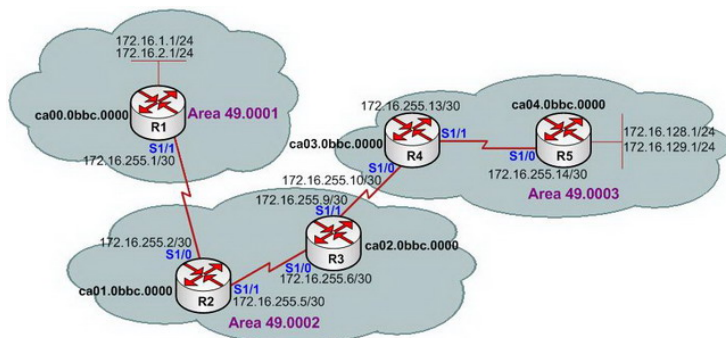 172.16.1.1/24
172.16.2.1/24
ca00.0bbc.0000
R1
Area 49.0001
S1/1
172.16.255.1/30
172.16.255.2/30
S1/0
ca01.0bbc.0000
R2
S1/1
172.16.255.5/30
Area 49.0002
172.16.255.9/30
S1/1
ca02.0bbc.0000
R3
S1/0
172.16.255.6/30
172.16.255.13/30
ca03.0bbc.0000
R4
S1/1
S1/0
172.16.255.10/30
ca04.0bbc.0000
R5
S1/0
172.16.255.14/30
172.16.128.1/24
172.16.129.1/24
Area 49.0003